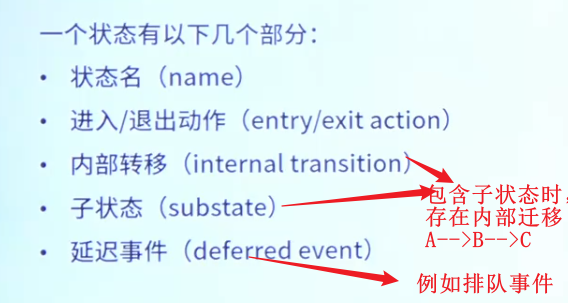 一个状态有以下几个部分：
• 状态名（name）
• 进入/退出动作（entry/exit action）
• 内部转移（internal transition）
• 子状态（substate）
• 延迟事件（deferred event）
包含子状态时，
存在内部迁移
A-->B-->C
例如排队事件